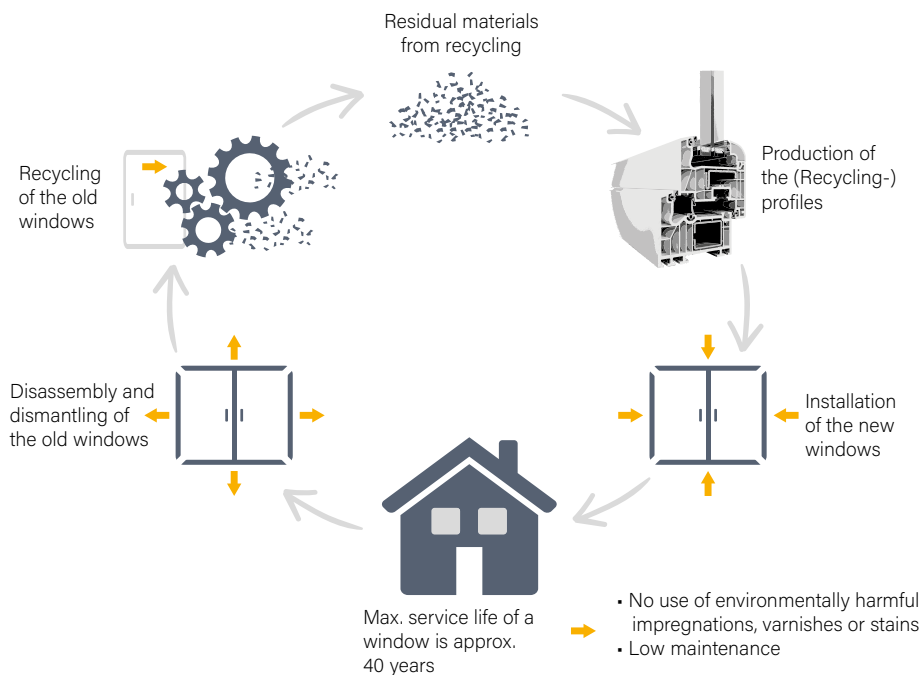 Residual materials
from recycling
Production of
the (Recycling-)
profiles
Installation
of the new
windows
Max. service life of a
window is approx.
40 years
• No use of environmentally harmful
impregnations, varnishes or stains
• Low maintenance
Disassembly and
dismantling of
the old windows
Recycling
of the old
windows